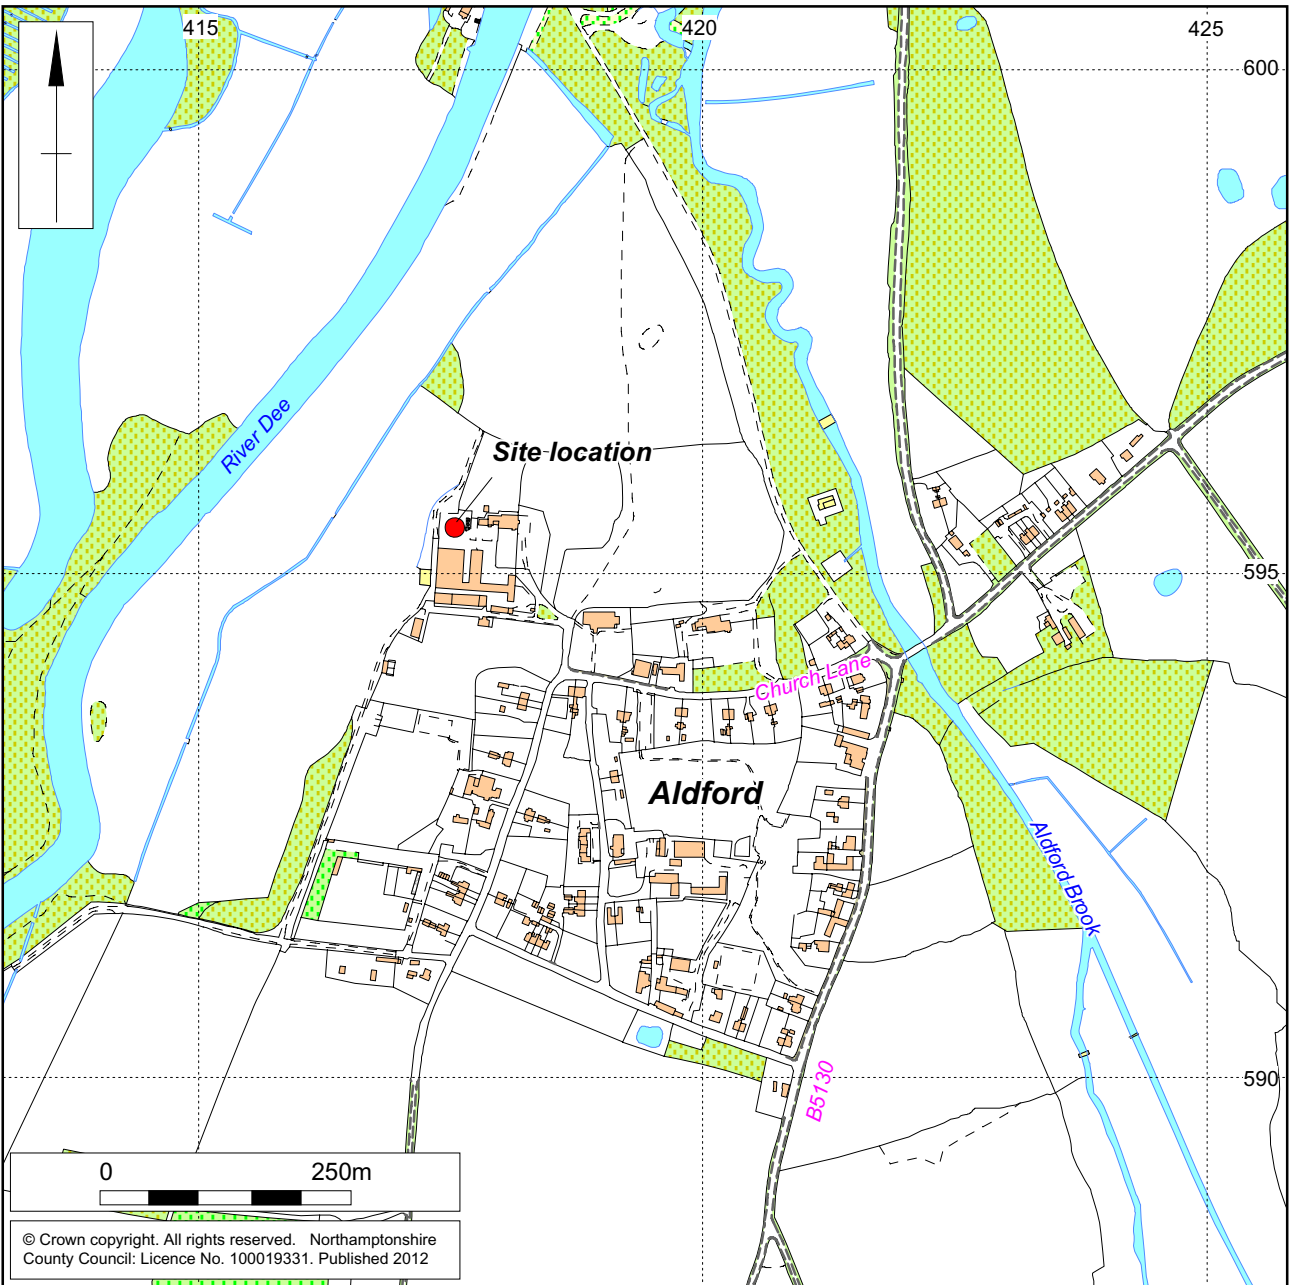 415
420
425
600
River Dee
Site location
595
Church Lane
Aldford
Aldford Brook
B5130
590
0 250m
© Crown copyright. All rights reserved. Northamptonshire
County Council: Licence No. 100019331. Published 2012